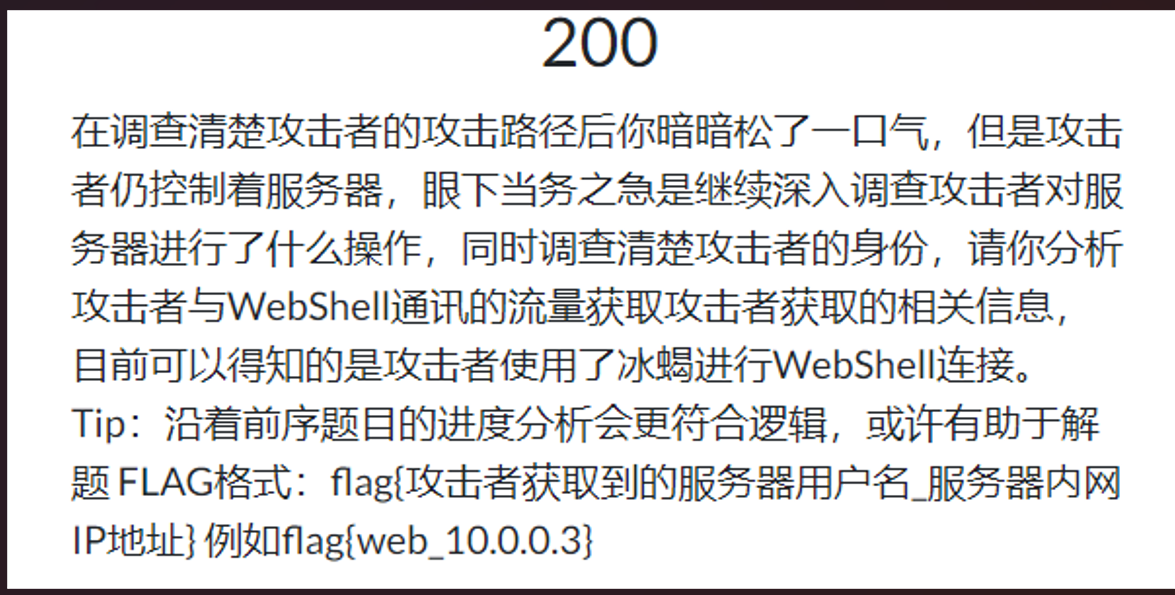 200
在调查清楚攻击者的攻击路径后你暗暗松了一口气，但是攻击
者仍控制着服务器，眼下当务之急是继续深入调查攻击者对服
务器进行了什么操作，同时调查清楚攻击者的身份，请你分析
攻击者与WebShell通讯的流量获取攻击者获取的相关信息，
目前可以得知的是攻击者使用了冰蝎进行WebShell连接。
Tip：沿着前序题目的进度分析会更符合逻辑，或许有助于解
题 FLAG格式：flag{攻击者获取到的服务器用户名_服务器内网
IP地址} 例如flag{web_10.0.0.3}